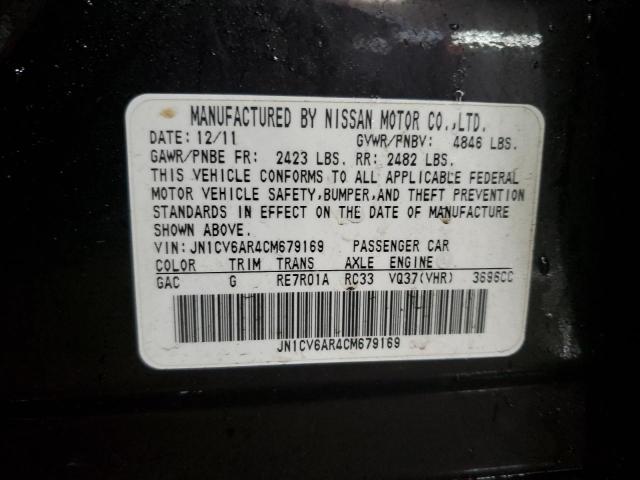 MANUFACTURED BY NISSAN MOTOR CO.,LTD.
DATE: 12/11 GVWR/PNBV: 4846 LBS.
GAWR/PNBE FR: 2423 LBS. RR: 2482 LBS.
THIS VEHICLE CONFORMS TO ALL APPLICABLE FEDERAL
MOTOR VEHICLE SAFETY,BUMPER,AND THEFT PREVENTION
STANDARDS IN EFFECT ON THE DATE OF MANUFACTURE
SHOWN ABOVE.
VIN: JN1CV6AR4CM679169 PASSENGER CAR
COLOR TRIM TRANS AXLE ENGINE
GAC G RE7R01A RC33 VQ37(VHR) 3696CC
JN1CV6AR4CM679169